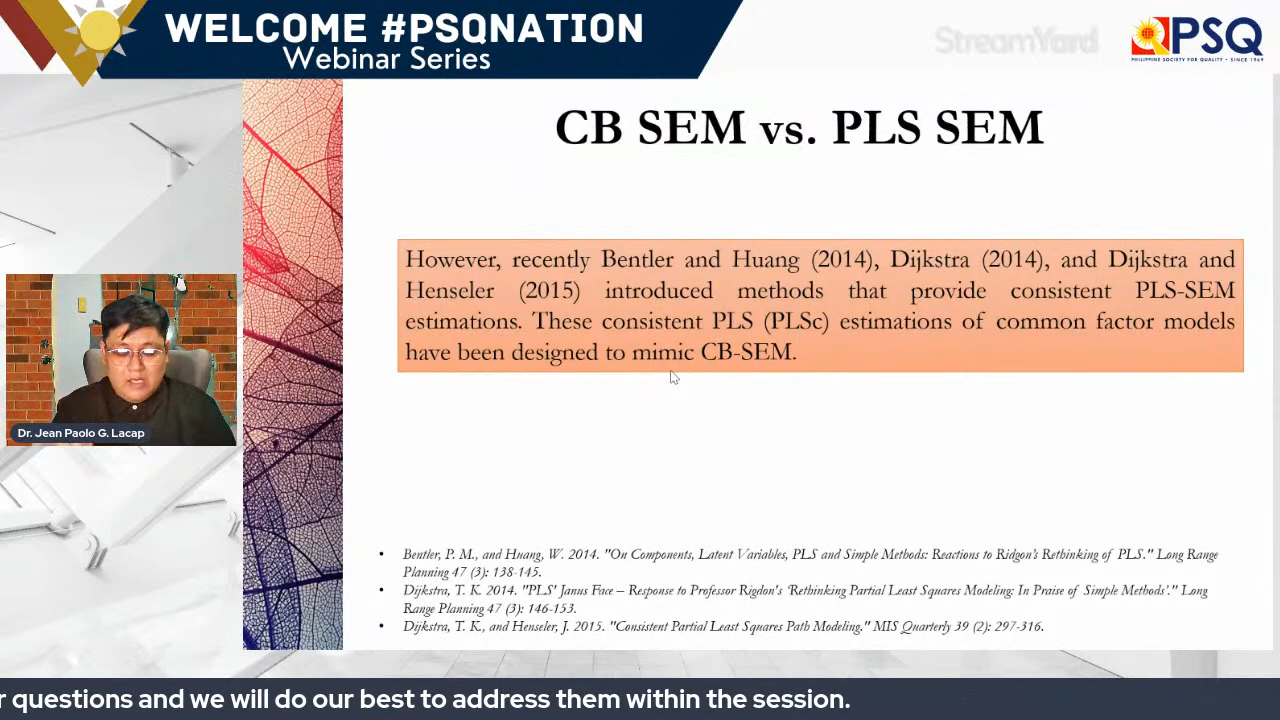 WELCOME #PSQNATION
Webinar Series
StreamYard
PSQ
PHILIPPINE SOCIETY FOR QUALITY • SINCE 1969
CB SEM vs. PLS SEM
However, recently Bentler and Huang (2014), Dijkstra (2014), and Dijkstra and
Henseler (2015) introduced methods that provide consistent PLS-SEM
estimations. These consistent PLS (PLSc) estimations of common factor models
have been designed to mimic CB-SEM.
Dr. Jean Paolo G. Lacap
• Bentler, P. M., and Huang, W. 2014. "On Components, Latent Variables, PLS and Simple Methods: Reactions to Ridgon's Rethinking of PLS." Long Range
Planning 47 (3): 138-145.
• Dijkstra, T. K. 2014. "PLS' Janus Face – Response to Professor Rigdon's 'Rethinking Partial Least Squares Modeling: In Praise of Simple Methods'." Long
Range Planning 47 (3): 146-153.
• Dijkstra, T. K., and Henseler, J. 2015. "Consistent Partial Least Squares Path Modeling." MIS Quarterly 39 (2): 297-316.
r questions and we will do our best to address them within the session.